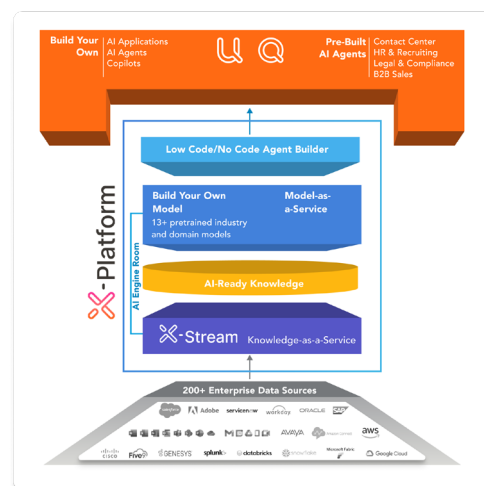 Build Your
Own
AI Applications
AI Agents
Copilots
Pre-Built
AI Agents
Contact Center
HR & Recruiting
Legal & Compliance
B2B Sales
Low Code/No Code Agent Builder
Build Your Own
Model
13+ pretrained industry
and domain models
Model-as-
a-Service
AI Engine Room
X-Platform
AI-Ready Knowledge
X-Stream Knowledge-as-a-Service
200+ Enterprise Data Sources
salesforce Adobe servicenow workday ORACLE SAP
AVAYA aws
CISCO Five9 GENESYS splunk> databricks Microsoft Fabric Google Cloud